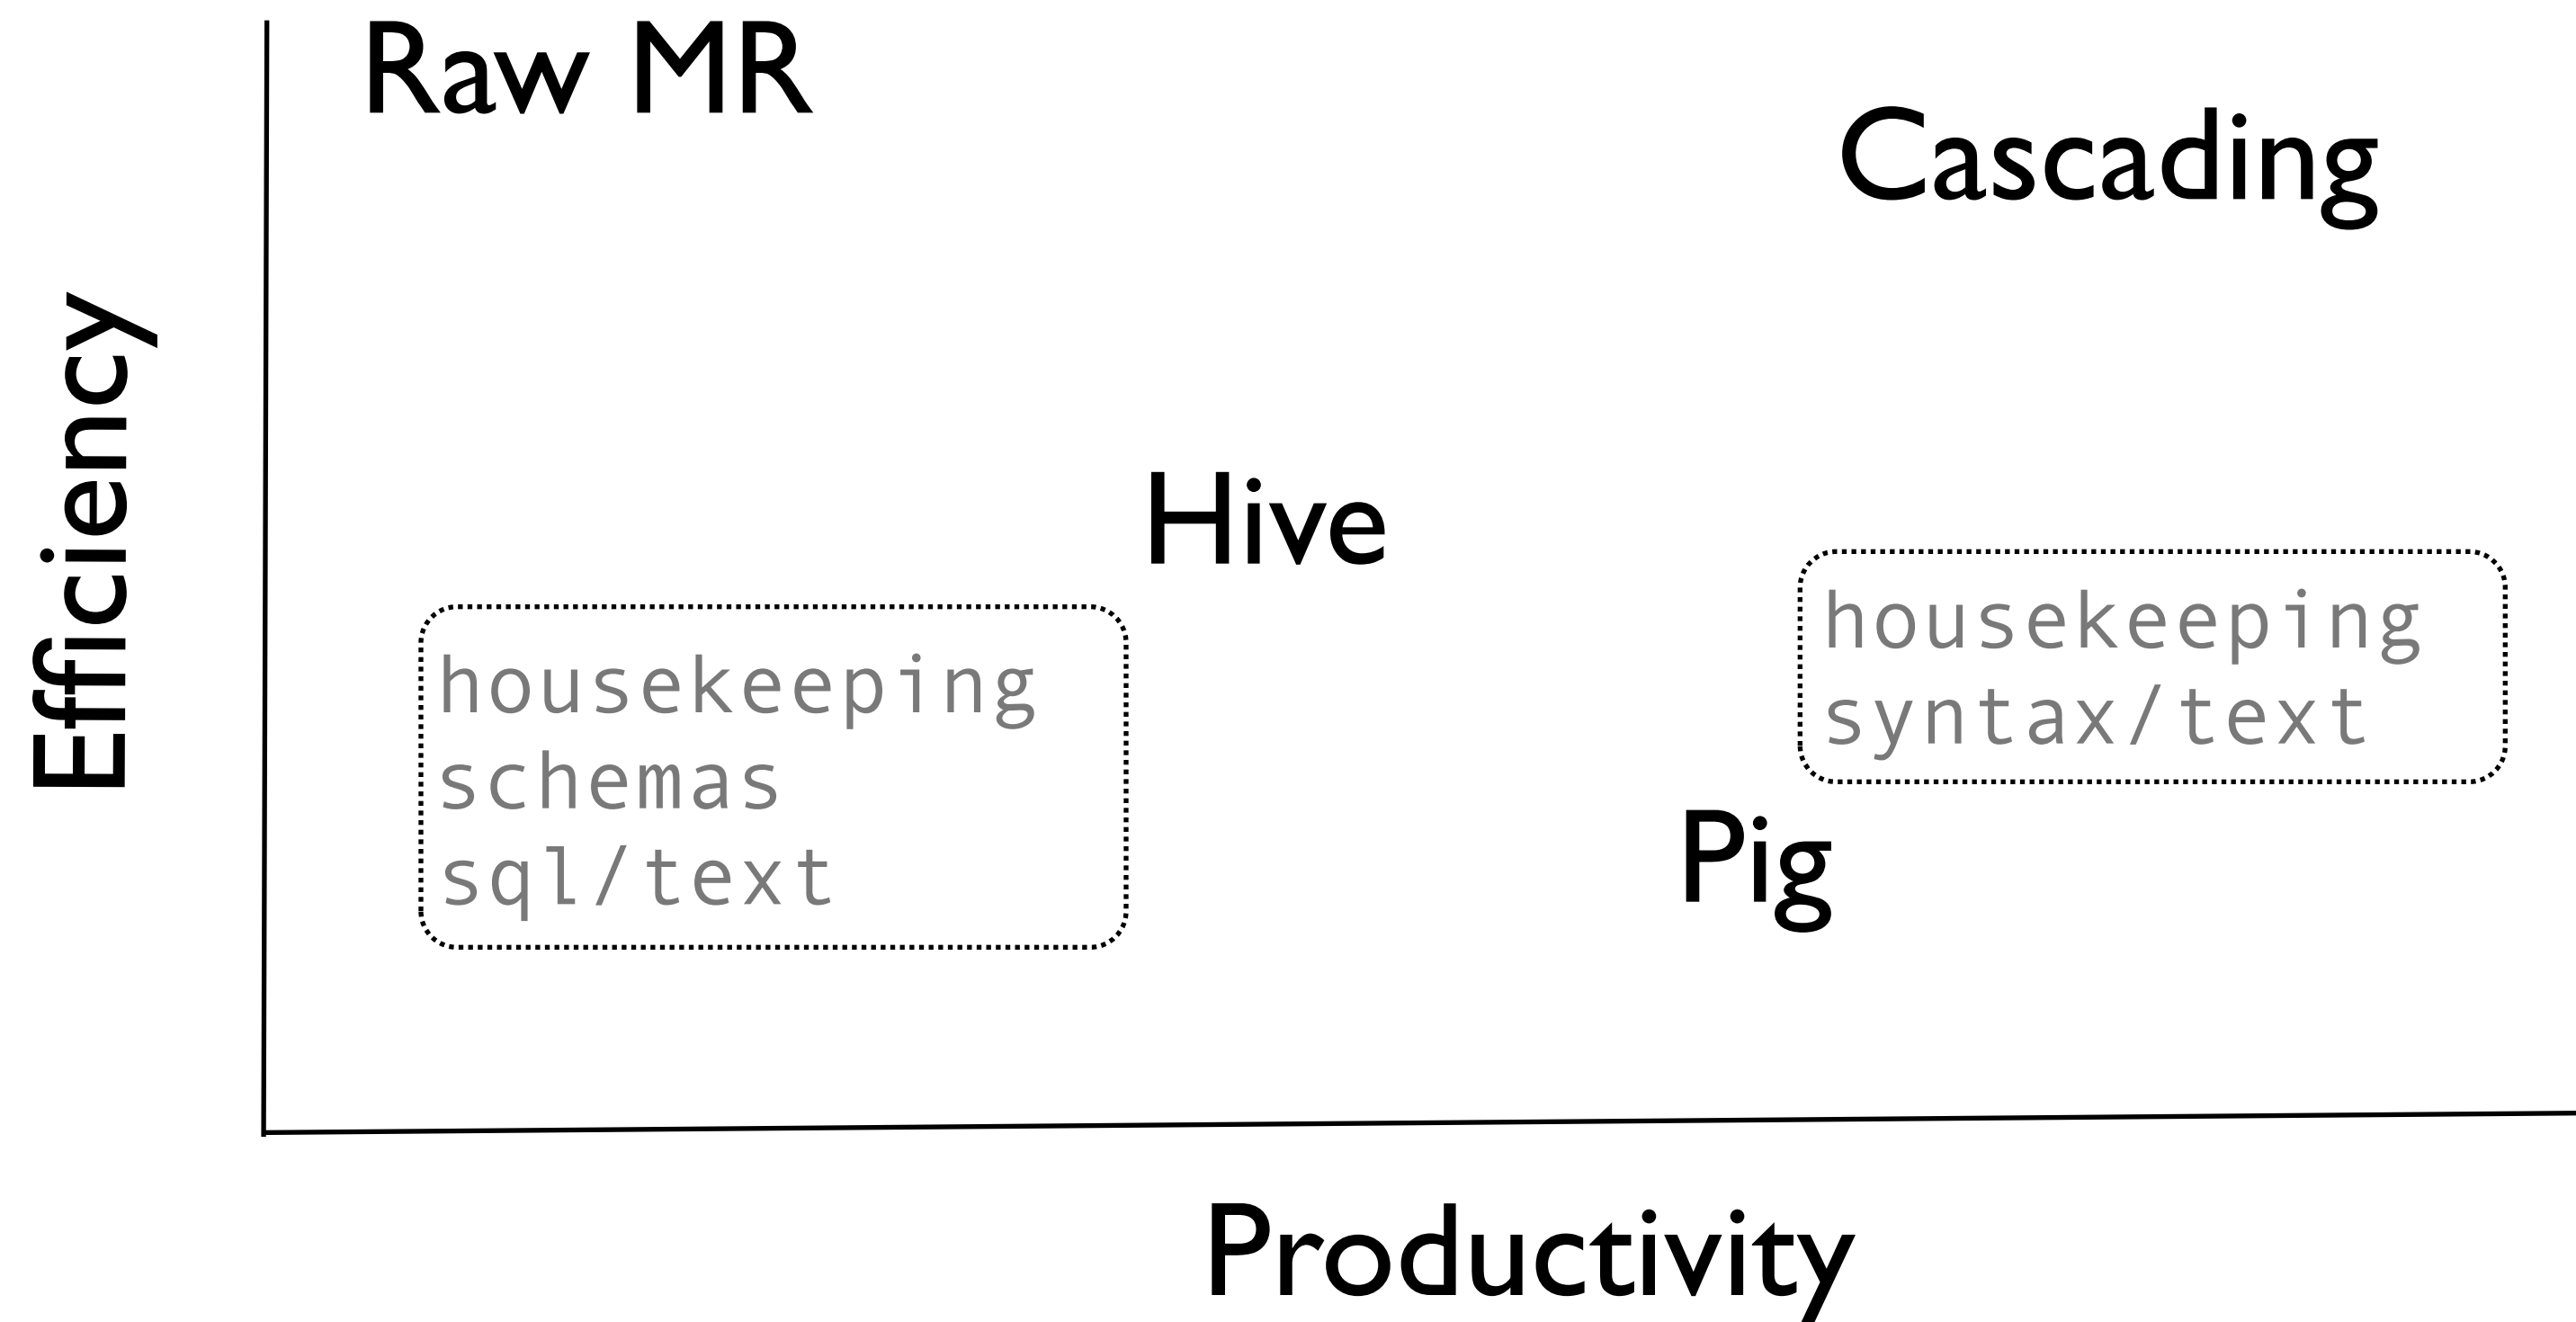 Raw MR
Cascading
Efficiency
Hive
housekeeping
schemas
sql/text
housekeeping
syntax/text
Pig
Productivity